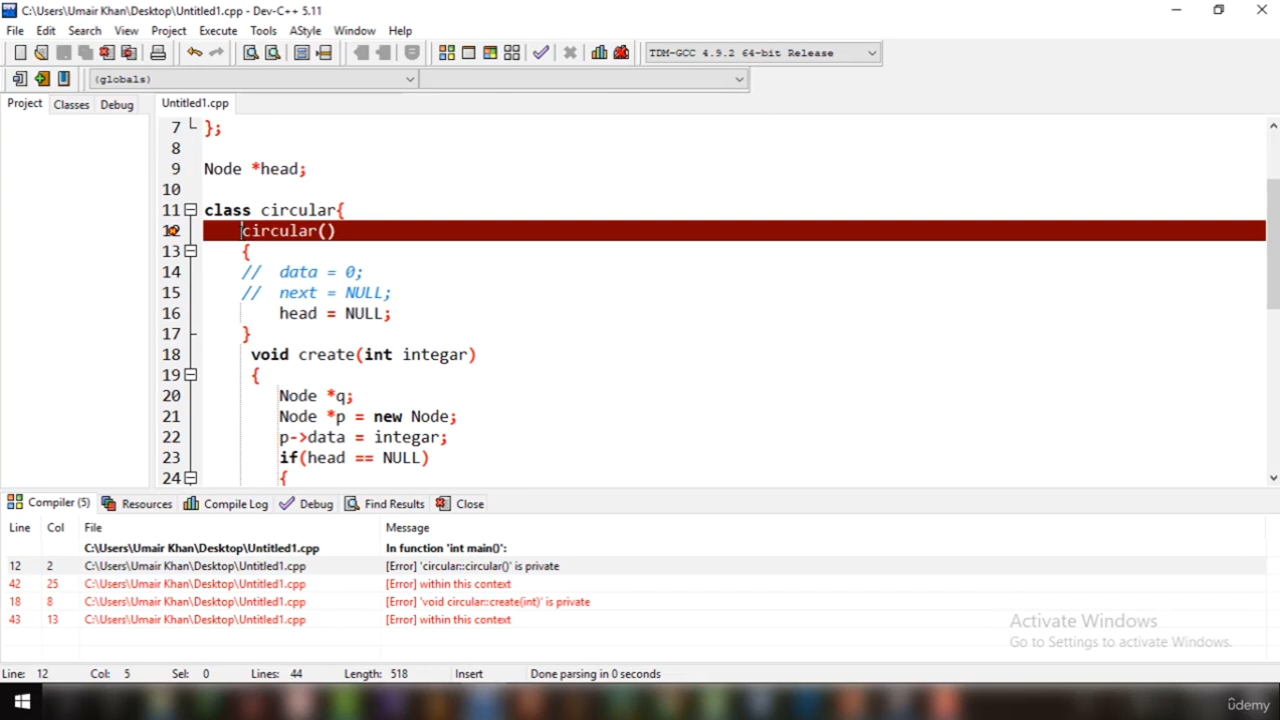 C:\Users\Umair Khan\Desktop\Untitled1.cpp - Dev-C++ 5.11
File Edit Search View Project Execute Tools AStyle Window Help
TDM-GCC 4.9.2 64-bit Release
(globals)
Project Classes Debug Untitled1.cpp
7 };
8
9 Node *head;
10
11 class circular{
12 circular()
13 {
14 // data = 0;
15 // next = NULL;
16 head = NULL;
17 }
18 void create(int integar)
19 {
20 Node *q;
21 Node *p = new Node;
22 p->data = integar;
23 if(head == NULL)
24 {
Compiler (5) Resources Compile Log Debug Find Results Close
Line Col File Message
C:\Users\Umair Khan\Desktop\Untitled1.cpp In function 'int main()':
12 2 C:\Users\Umair Khan\Desktop\Untitled1.cpp [Error] 'circular::circular()' is private
42 25 C:\Users\Umair Khan\Desktop\Untitled1.cpp [Error] within this context
18 8 C:\Users\Umair Khan\Desktop\Untitled1.cpp [Error] 'void circular::create(int)' is private
43 13 C:\Users\Umair Khan\Desktop\Untitled1.cpp [Error] within this context
Activate Windows
Go to Settings to activate Windows.
Line: 12 Col: 5 Sel: 0 Lines: 44 Length: 518 Insert Done parsing in 0 seconds
ûdemy